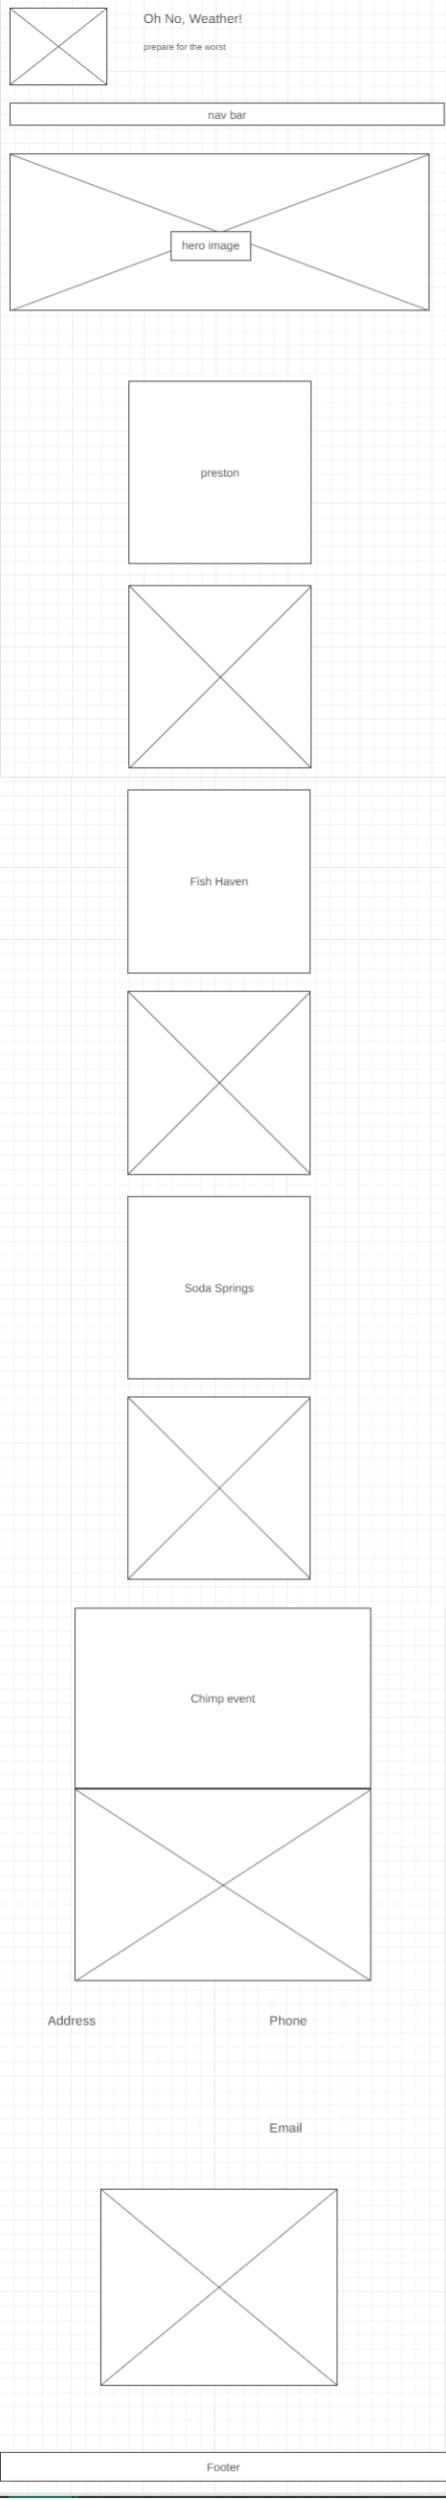 Oh No, Weather!
prepare for the worst
nav bar
hero image
preston
Fish Haven
Soda Springs
Chimp event
Address
Phone
Email
Footer